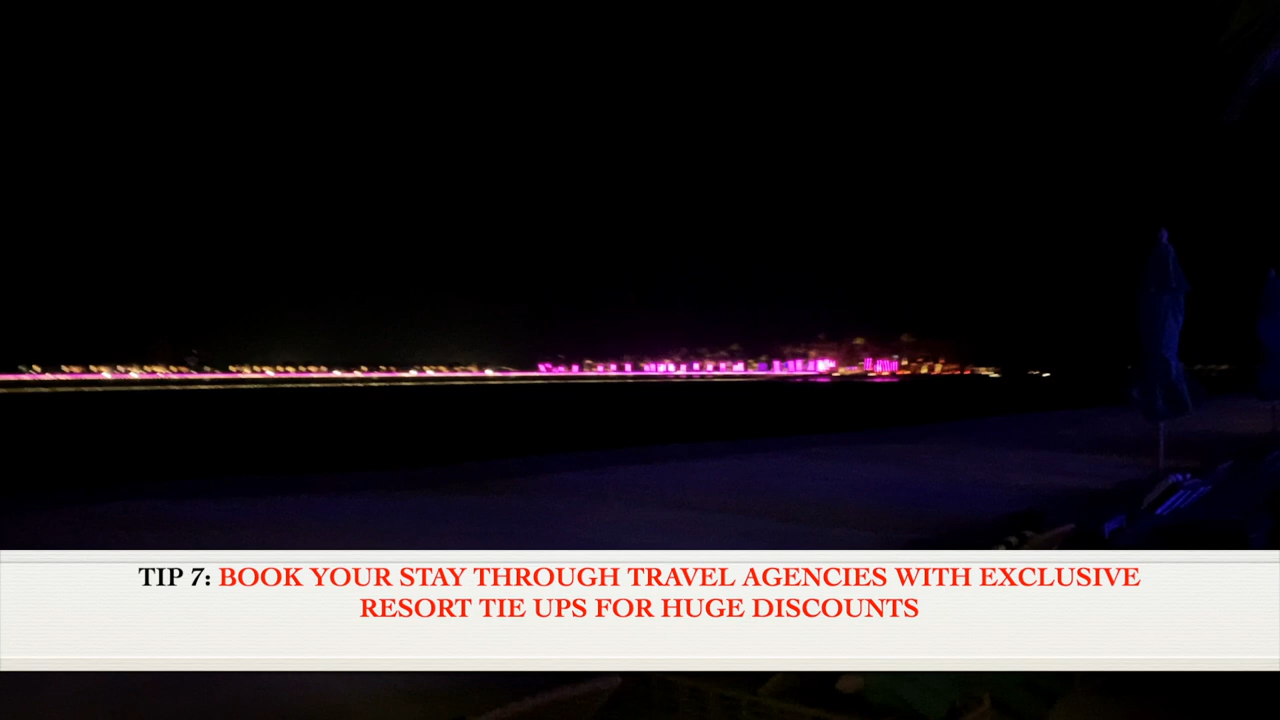 TIP 7: BOOK YOUR STAY THROUGH TRAVEL AGENCIES WITH EXCLUSIVE
RESORT TIE UPS FOR HUGE DISCOUNTS